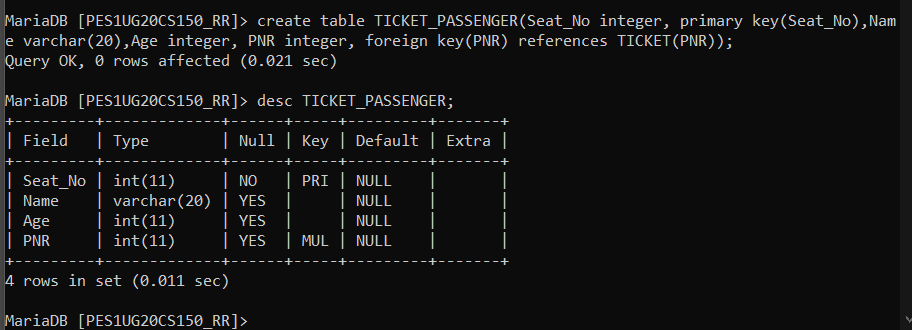 MariaDB [PES1UG20CS150_RR]> create table TICKET_PASSENGER(Seat_No integer, primary key(Seat_No),Nam
e varchar(20),Age integer, PNR integer, foreign key(PNR) references TICKET(PNR));
Query OK, 0 rows affected (0.021 sec)

MariaDB [PES1UG20CS150_RR]> desc TICKET_PASSENGER;
+---------+-------------+------+-----+---------+-------+
| Field   | Type        | Null | Key | Default | Extra |
+---------+-------------+------+-----+---------+-------+
| Seat_No | int(11)     | NO   | PRI | NULL    |       |
| Name    | varchar(20) | YES  |     | NULL    |       |
| Age     | int(11)     | YES  |     | NULL    |       |
| PNR     | int(11)     | YES  | MUL | NULL    |       |
+---------+-------------+------+-----+---------+-------+
4 rows in set (0.011 sec)

MariaDB [PES1UG20CS150_RR]>